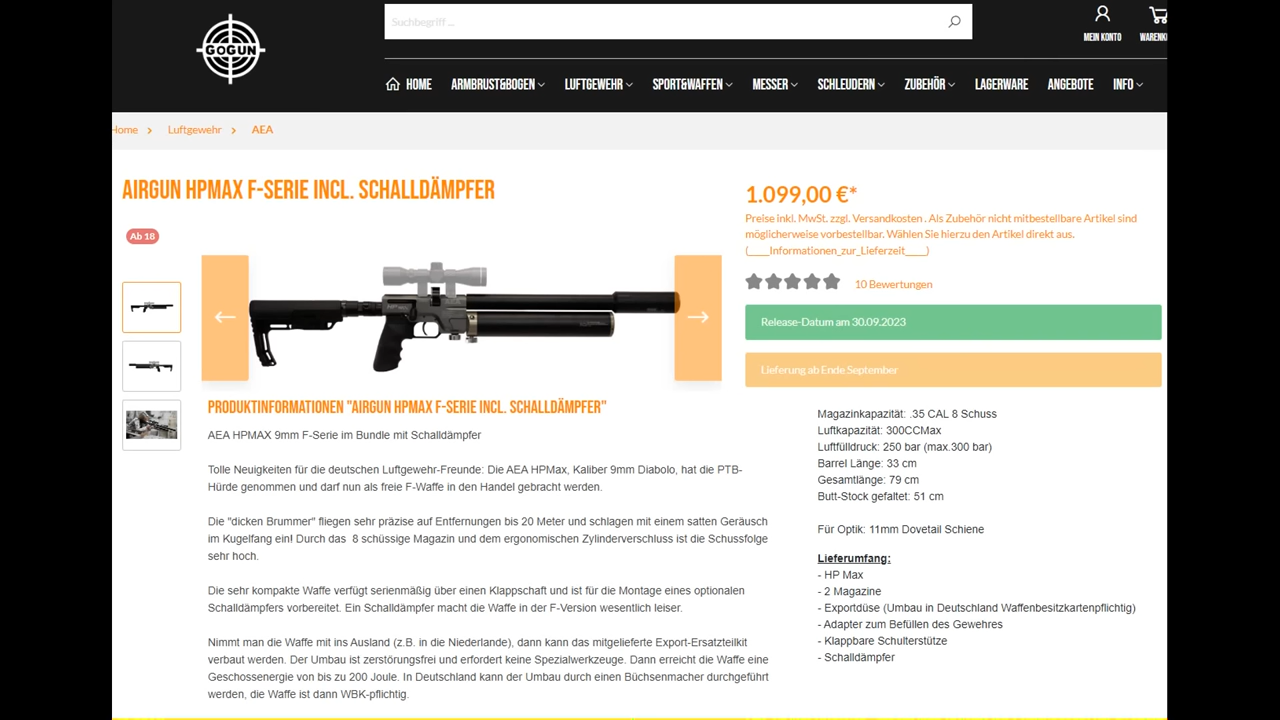 GOGUN
Suchbegriff ...
MEIN KONTO
WARENK
HOME
ARMBRUST&BOGEN
LUFTGEWEHR
SPORT&WAFFEN
MESSER
SCHLEUDERN
ZUBEHÖR
LAGERWARE
ANGEBOTE
INFO
Home > Luftgewehr > AEA
AIRGUN HPMAX F-SERIE INCL. SCHALLDÄMPFER
Ab 18
1.099,00 €*
Preise inkl. MwSt. zzgl. Versandkosten . Als Zubehör nicht mitbestellbare Artikel sind
möglicherweise vorbestellbar. Wählen Sie hierzu den Artikel direkt aus.
(____Informationen_zur_Lieferzeit____)
10 Bewertungen
Release-Datum am 30.09.2023
Lieferung ab Ende September
PRODUKTINFORMATIONEN "AIRGUN HPMAX F-SERIE INCL. SCHALLDÄMPFER"
AEA HPMAX 9mm F-Serie im Bundle mit Schalldämpfer
Tolle Neuigkeiten für die deutschen Luftgewehr-Freunde: Die AEA HPMax, Kaliber 9mm Diabolo, hat die PTB-
Hürde genommen und darf nun als freie F-Waffe in den Handel gebracht werden.
Die "dicken Brummer" fliegen sehr präzise auf Entfernungen bis 20 Meter und schlagen mit einem satten Geräusch
im Kugelfang ein! Durch das 8 schüssige Magazin und dem ergonomischen Zylinderverschluss ist die Schussfolge
sehr hoch.
Die sehr kompakte Waffe verfügt serienmäßig über einen Klappschaft und ist für die Montage eines optionalen
Schalldämpfers vorbereitet. Ein Schalldämpfer macht die Waffe in der F-Version wesentlich leiser.
Nimmt man die Waffe mit ins Ausland (z.B. in die Niederlande), dann kann das mitgelieferte Export-Ersatzteilkit
verbaut werden. Der Umbau ist zerstörungsfrei und erfordert keine Spezialwerkzeuge. Dann erreicht die Waffe eine
Geschossenergie von bis zu 200 Joule. In Deutschland kann der Umbau durch einen Büchsenmacher durchgeführt
werden, die Waffe ist dann WBK-pflichtig.
Magazinkapazität: .35 CAL 8 Schuss
Luftkapazität: 300CCMax
Luftfülldruck: 250 bar (max.300 bar)
Barrel Länge: 33 cm
Gesamtlänge: 79 cm
Butt-Stock gefaltet: 51 cm
Für Optik: 11mm Dovetail Schiene
Lieferumfang:
- HP Max
- 2 Magazine
- Exportdüse (Umbau in Deutschland Waffenbesitzkartenpflichtig)
- Adapter zum Befüllen des Gewehres
- Klappbare Schulterstütze
- Schalldämpfer